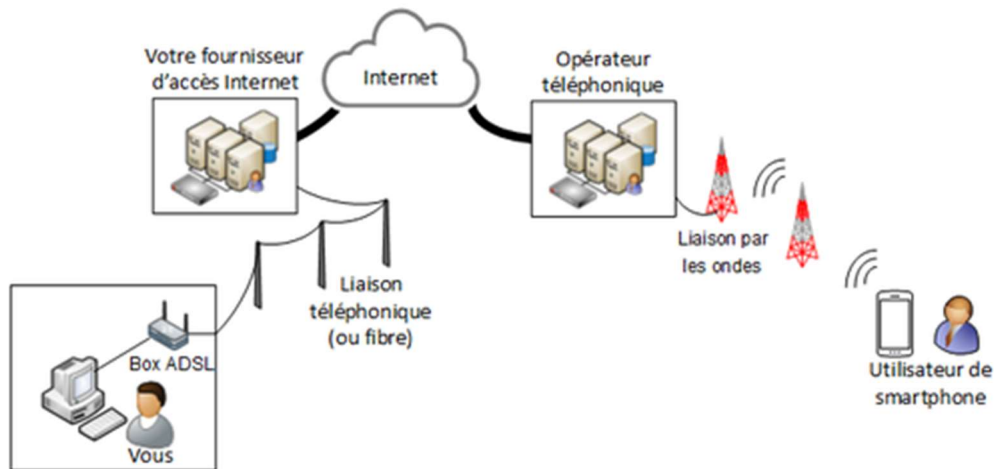 Votre fournisseur
d'accès Internet
Internet
Opérateur
téléphonique
Liaison par
les ondes
Liaison
téléphonique
(ou fibre)
Box ADSL
Vous
Utilisateur de
smartphone